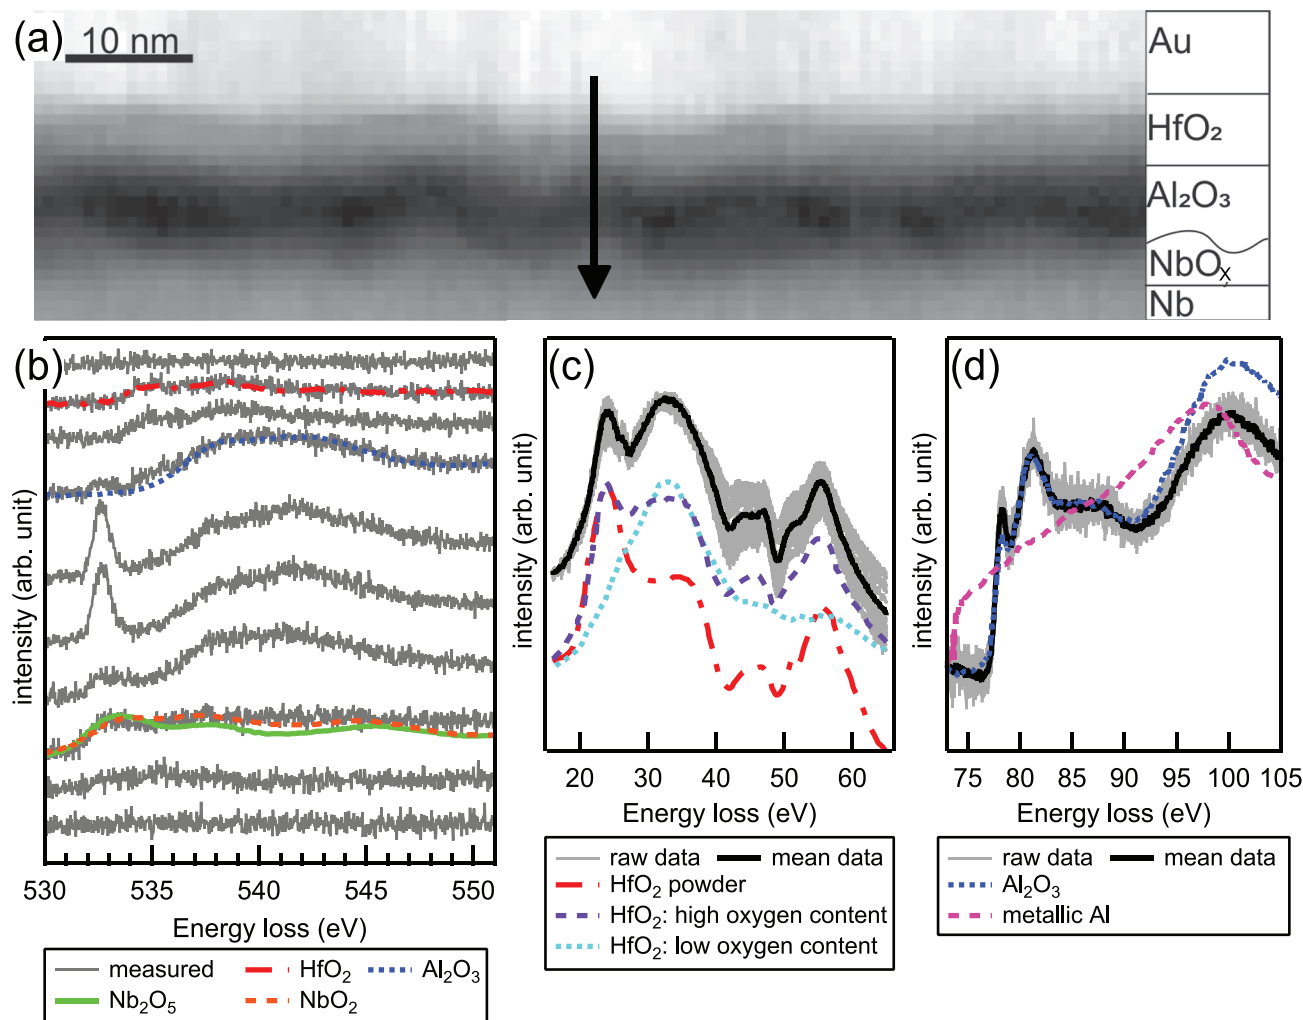 (a) 10 nm
Au
HfO₂
Al₂O₃
NbOₓ
Nb
(b)
intensity (arb. unit)
530 535 540 545 550
Energy loss (eV)
measured HfO₂ Al₂O₃
Nb₂O₅ NbO₂
(c)
intensity (arb. unit)
20 30 40 50 60
Energy loss (eV)
raw data mean data
HfO₂ powder
HfO₂: high oxygen content
HfO₂: low oxygen content
(d)
intensity (arb. unit)
75 80 85 90 95 100 105
Energy loss (eV)
raw data mean data
Al₂O₃
metallic Al